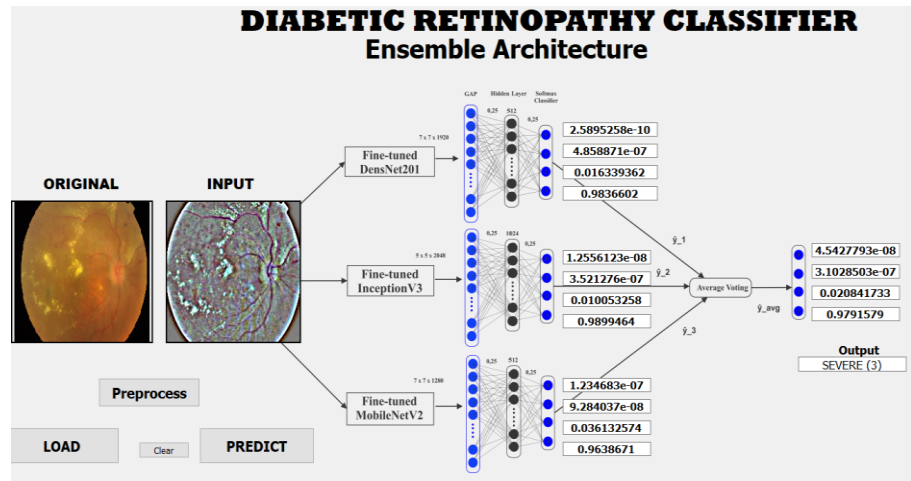 DIABETIC RETINOPATHY CLASSIFIER
Ensemble Architecture
ORIGINAL
INPUT
Preprocess
LOAD
Clear
PREDICT
7 x 7 x 1920
Fine-tuned
DensNet201
GAP
0,25
Hidden Layer
512
0,25
Softmax
Classifier
2.5895258e-10
4.858871e-07
0.016339362
0.9836602
5 x 5 x 2048
Fine-tuned
InceptionV3
0,25
1024
0,25
1.2556123e-08
3.521276e-07
0.010053258
0.9899464
7 x 7 x 1280
Fine-tuned
MobileNetV2
0,25
512
0,25
1.234683e-07
9.284037e-08
0.036132574
0.9638671
ŷ_1
ŷ_2
ŷ_3
Average Voting
ŷ_avg
4.5427793e-08
3.1028503e-07
0.020841733
0.9791579
Output
SEVERE (3)